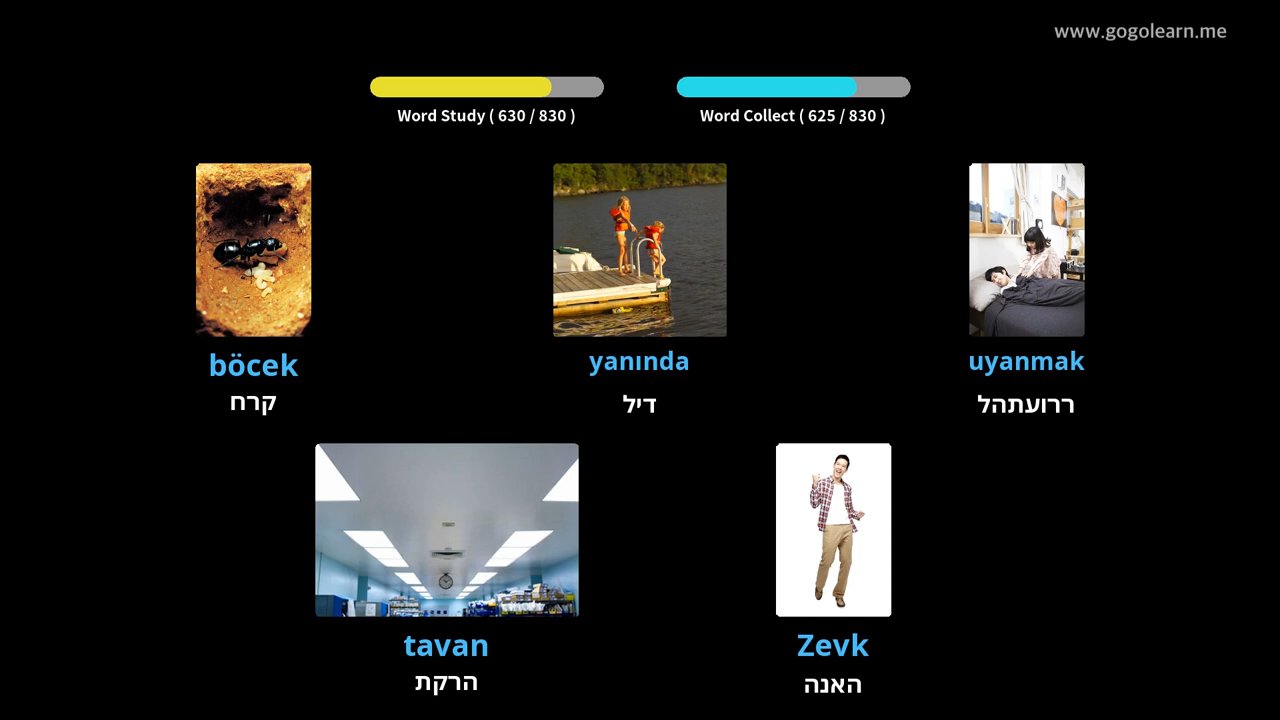 www.gogolearn.me
Word Study ( 630 / 830 )
Word Collect ( 625 / 830 )
böcek
קרח
yanında
דיל
uyanmak
ררועתהל
tavan
הרקת
Zevk
האנה